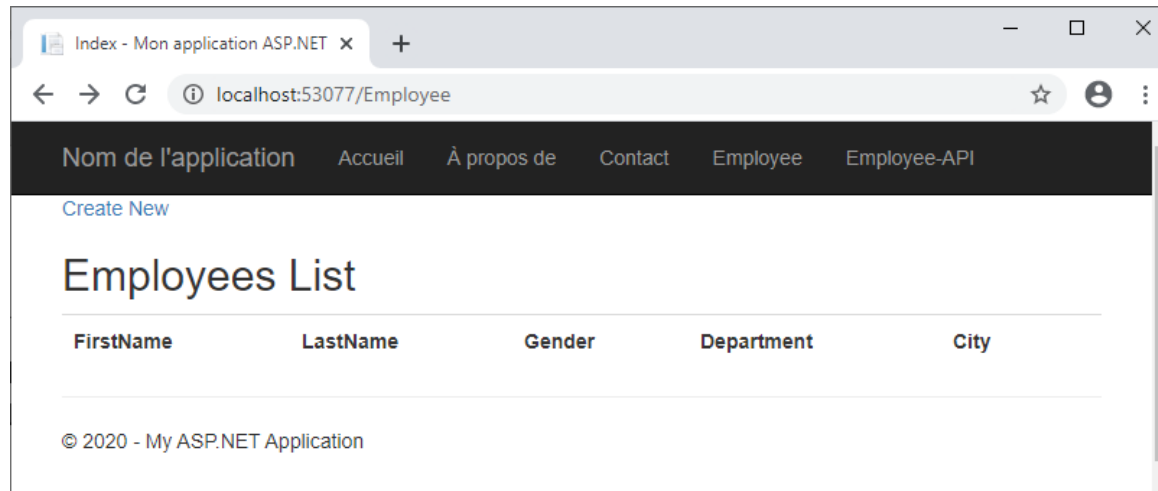 Index - Mon application ASP.NET
localhost:53077/Employee
Nom de l'application Accueil À propos de Contact Employee Employee-API
Create New
Employees List
FirstName LastName Gender Department City
© 2020 - My ASP.NET Application